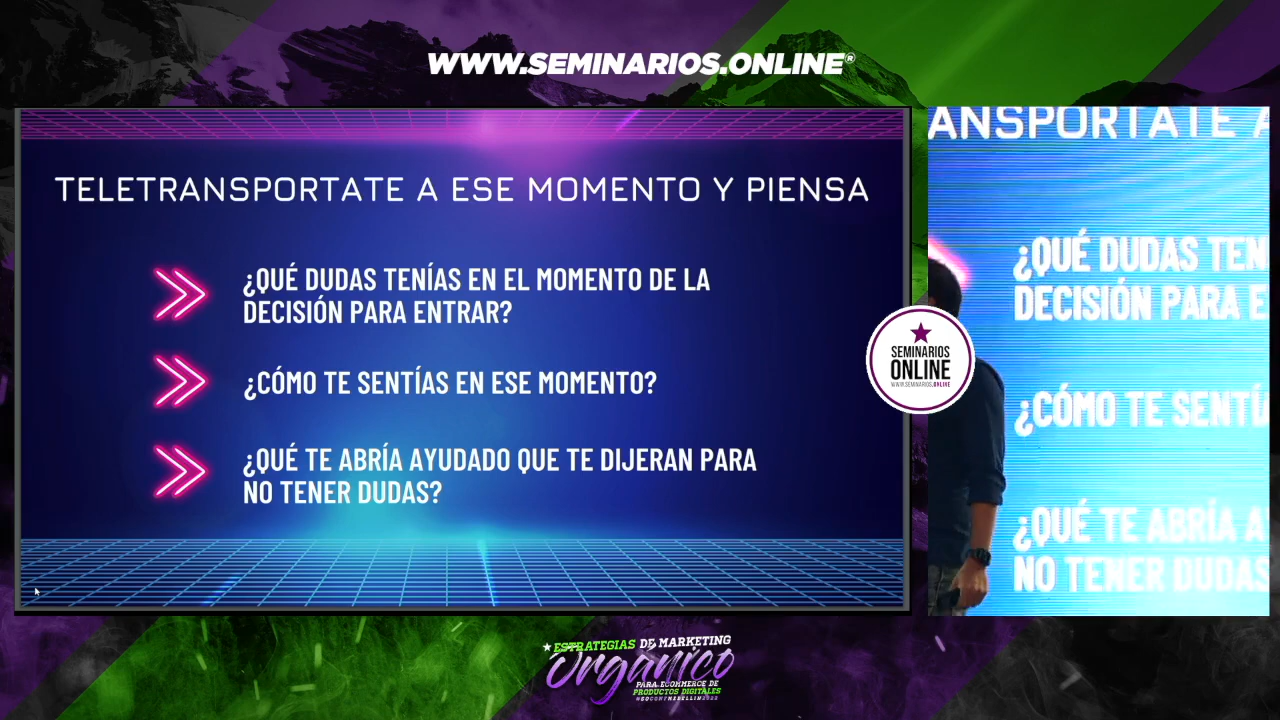 WWW.SEMINARIOS.ONLINE®
TELETRANSPORTATE A ESE MOMENTO Y PIENSA
¿QUÉ DUDAS TENÍAS EN EL MOMENTO DE LA
DECISIÓN PARA ENTRAR?
¿CÓMO TE SENTÍAS EN ESE MOMENTO?
¿QUÉ TE ABRÍA AYUDADO QUE TE DIJERAN PARA
NO TENER DUDAS?
ANSPORTATE A
¿QUÉ DUDAS TEN
DECISIÓN PARA E
¿CÓMO TE SENTÍA
¿QUÉ TE ABRÍA A
NO TENER DUDAS
SEMINARIOS
ONLINE
WWW.SEMINARIOS.ONLINE
ESTRATEGIAS DE MARKETING
Orgánico
PARA ECOMMERCE DE
PRODUCTOS DIGITALES